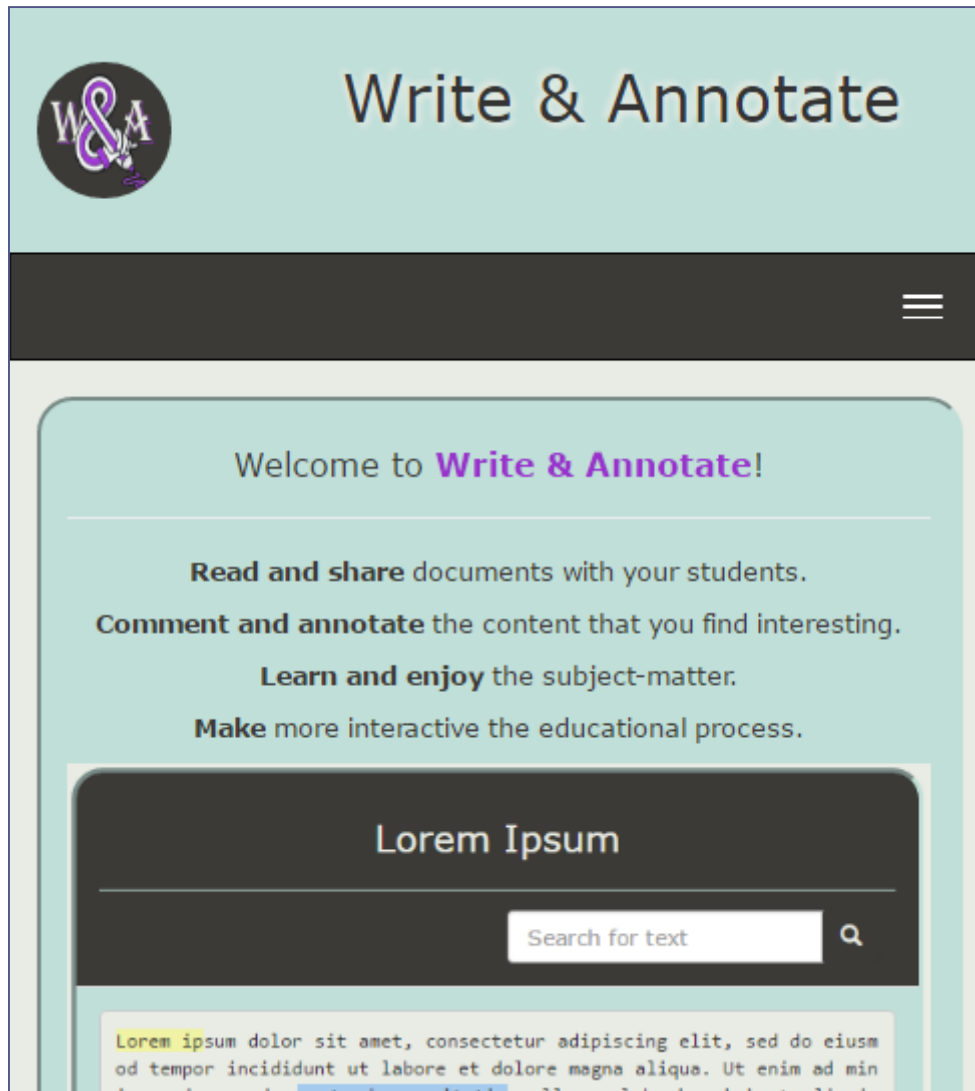 W&A
Write & Annotate
Welcome to Write & Annotate!
Read and share documents with your students.
Comment and annotate the content that you find interesting.
Learn and enjoy the subject-matter.
Make more interactive the educational process.
Lorem Ipsum
Search for text
Lorem ipsum dolor sit amet, consectetur adipiscing elit, sed do eiusm
od tempor incididunt ut labore et dolore magna aliqua. Ut enim ad min